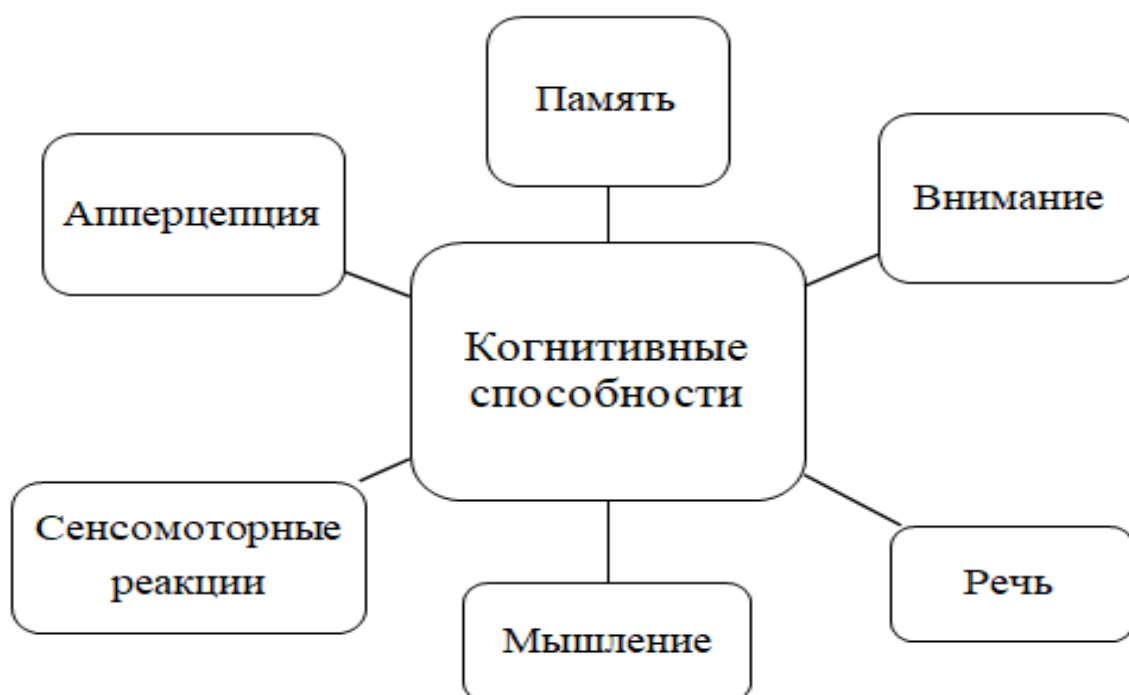 Память
Апперцепция
Внимание
Когнитивные
способности
Сенсомоторные
реакции
Речь
Мышление